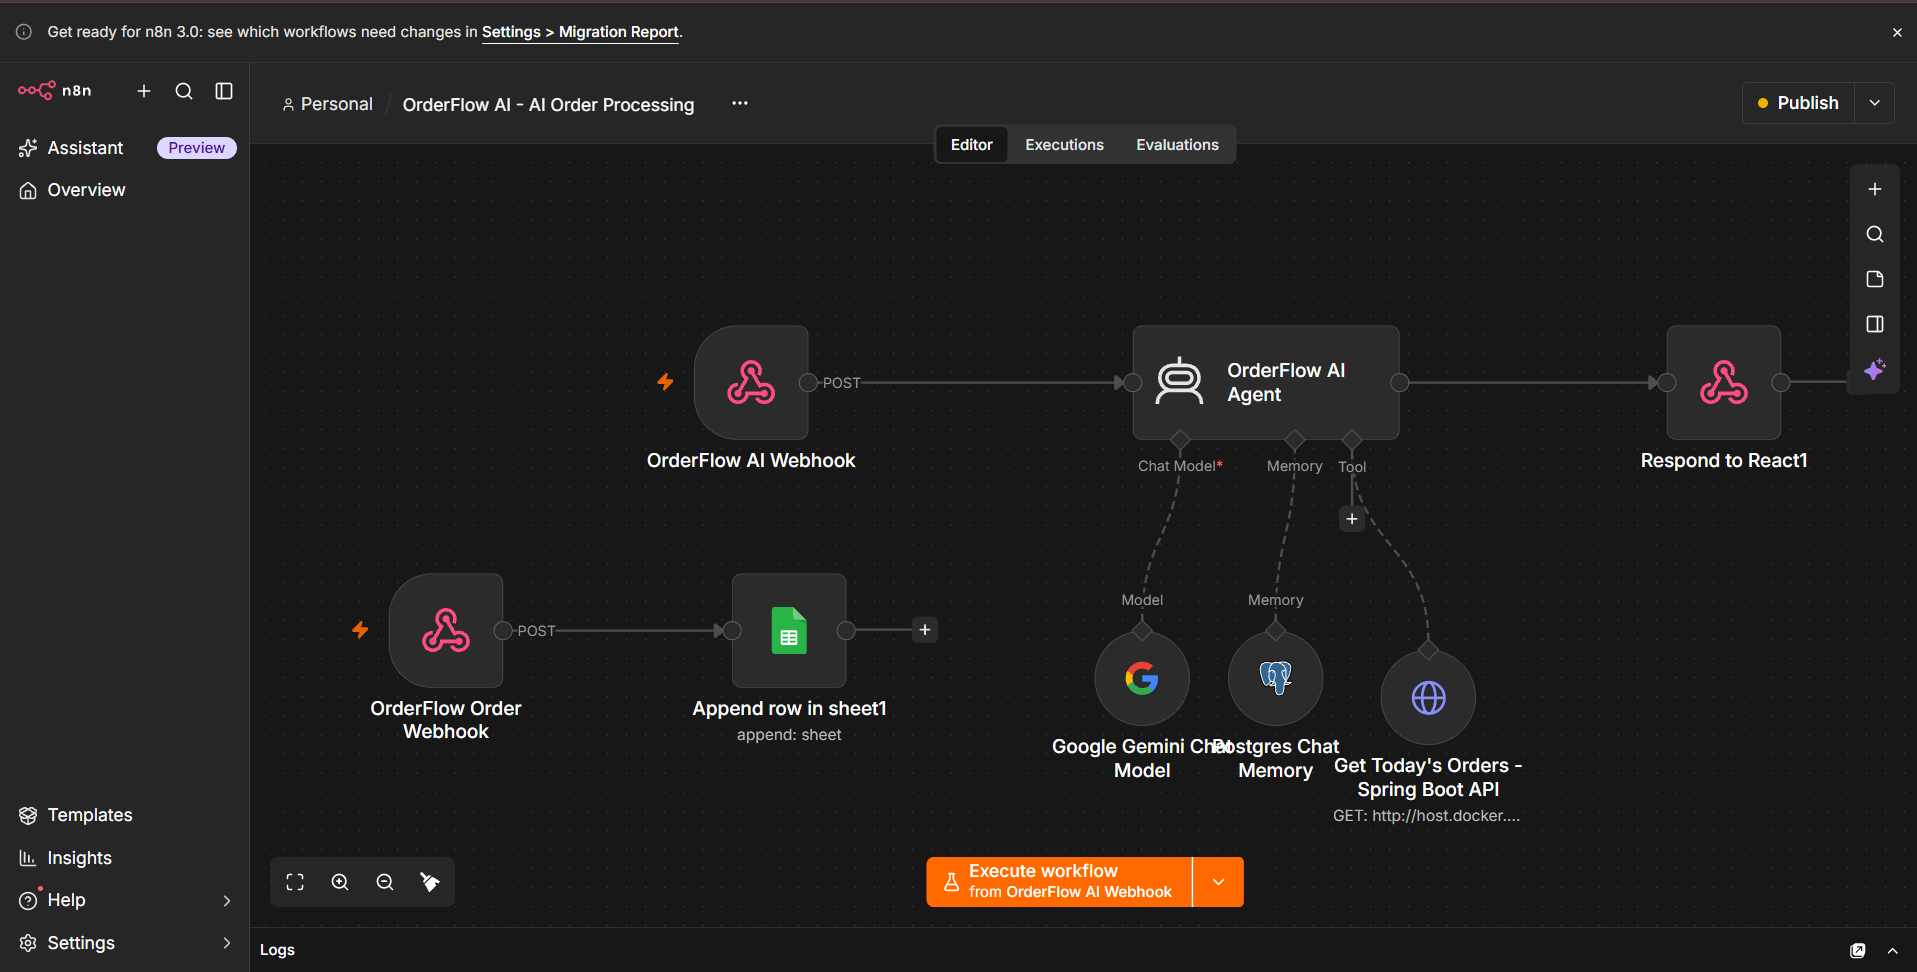 Get ready for n8n 3.0: see which workflows need changes in Settings > Migration Report.
n8n
Personal / OrderFlow AI - AI Order Processing
Publish
Assistant Preview
Editor Executions Evaluations
Overview
POST
OrderFlow AI
Agent
OrderFlow AI Webhook
Chat Model* Memory Tool
Respond to React1
Model Memory
POST
OrderFlow Order
Webhook
Append row in sheet1
append: sheet
Google Gemini Chat
Model
Postgres Chat
Memory
Get Today's Orders -
Spring Boot API
GET: http://host.docker....
Templates
Insights
Help
Settings
Execute workflow
from OrderFlow AI Webhook
Logs